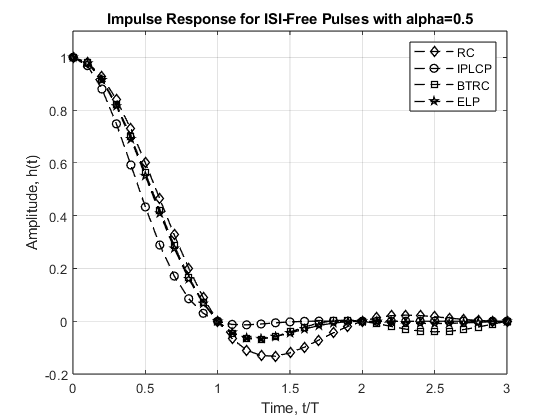 Impulse Response for ISI-Free Pulses with alpha=0.5
RC
IPLCP
BTRC
ELP
Amplitude, h(t)
1
0.8
0.6
0.4
0.2
0
-0.2
0 0.5 1 1.5 2 2.5 3
Time, t/T